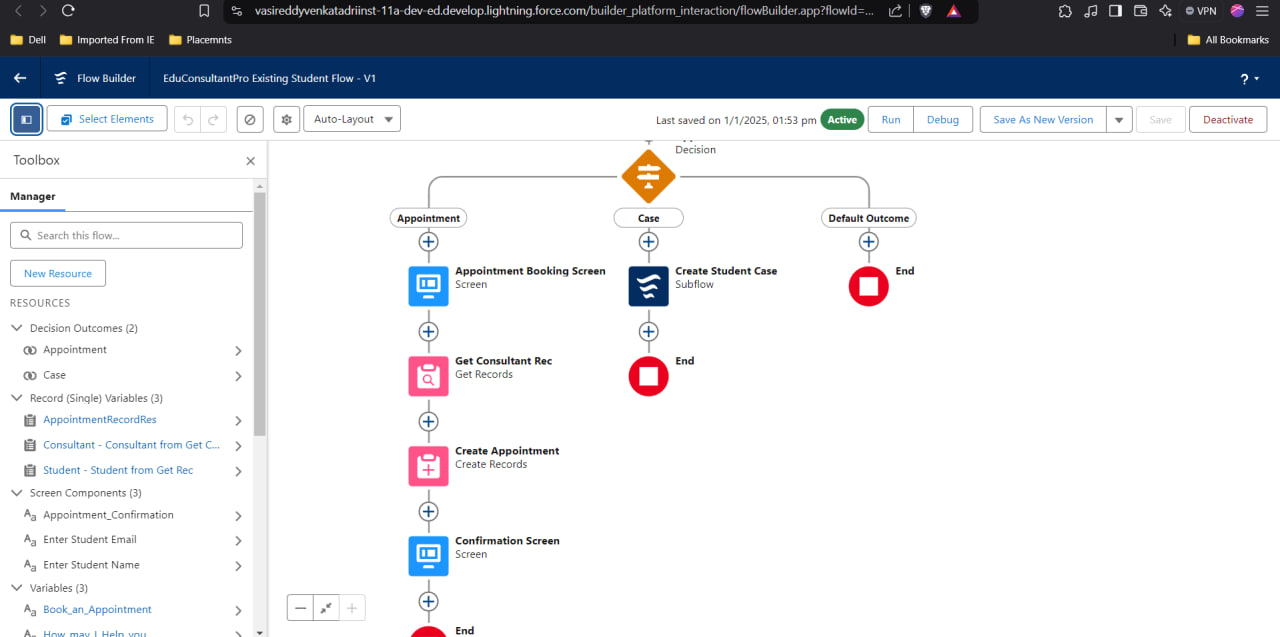 vasireddyvenkatadriinst-11a-dev-ed.develop.lightning.force.com/builder_platform_interaction/flowBuilder.app?flowId=...
VPN
Dell
Imported From IE
Placemnts
All Bookmarks
Flow Builder
EduConsultantPro Existing Student Flow - V1
?
Select Elements
Auto-Layout
Last saved on 1/1/2025, 01:53 pm
Active
Run
Debug
Save As New Version
Save
Deactivate
Toolbox
Manager
Search this flow...
New Resource
RESOURCES
Decision Outcomes (2)
Appointment
Case
Record (Single) Variables (3)
AppointmentRecordRes
Consultant - Consultant from Get C...
Student - Student from Get Rec
Screen Components (3)
Appointment_Confirmation
Enter Student Email
Enter Student Name
Variables (3)
Book_an_Appointment
How_may_I_Help_you
Decision
Appointment
Case
Default Outcome
Appointment Booking Screen
Screen
Create Student Case
Subflow
End
Get Consultant Rec
Get Records
End
Create Appointment
Create Records
Confirmation Screen
Screen
End